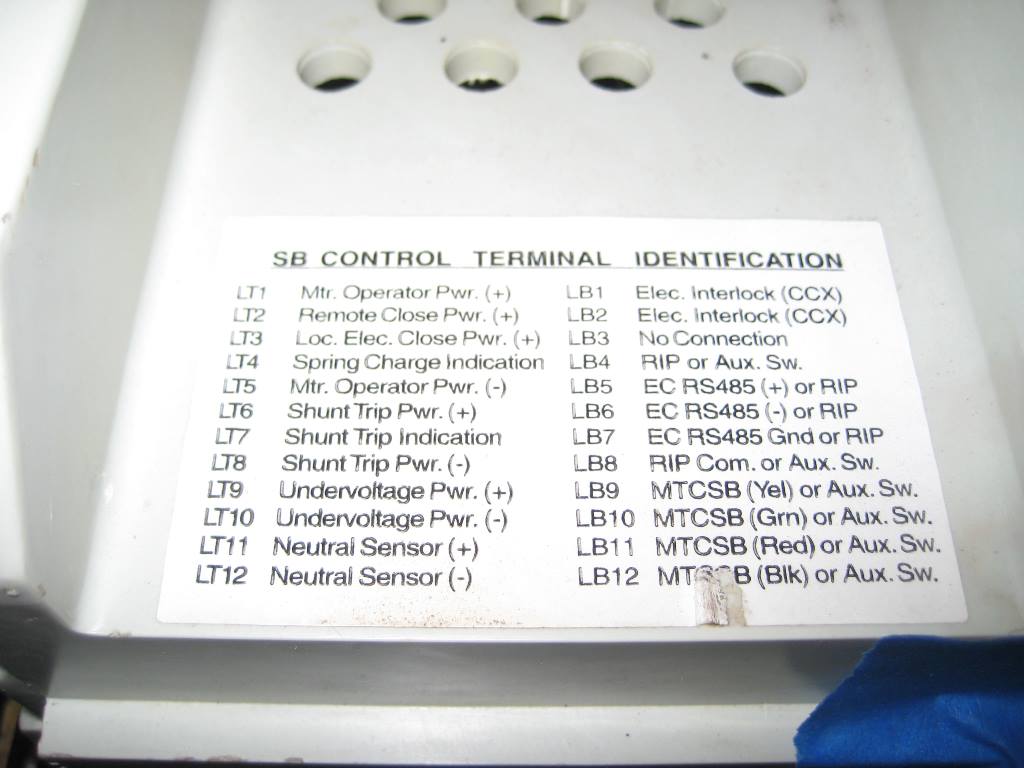 SB CONTROL TERMINAL IDENTIFICATION
LT1 Mtr. Operator Pwr. (+) LB1 Elec. Interlock (CCX)
LT2 Remote Close Pwr. (+) LB2 Elec. Interlock (CCX)
LT3 Loc. Elec. Close Pwr. (+) LB3 No Connection
LT4 Spring Charge Indication LB4 RIP or Aux. Sw.
LT5 Mtr. Operator Pwr. (-) LB5 EC RS485 (+) or RIP
LT6 Shunt Trip Pwr. (+) LB6 EC RS485 (-) or RIP
LT7 Shunt Trip Indication LB7 EC RS485 Gnd or RIP
LT8 Shunt Trip Pwr. (-) LB8 RIP Com. or Aux. Sw.
LT9 Undervoltage Pwr. (+) LB9 MTCSB (Yel) or Aux. Sw.
LT10 Undervoltage Pwr. (-) LB10 MTCSB (Grn) or Aux. Sw.
LT11 Neutral Sensor (+) LB11 MTCSB (Red) or Aux. Sw.
LT12 Neutral Sensor (-) LB12 MTCSB (Blk) or Aux. Sw.